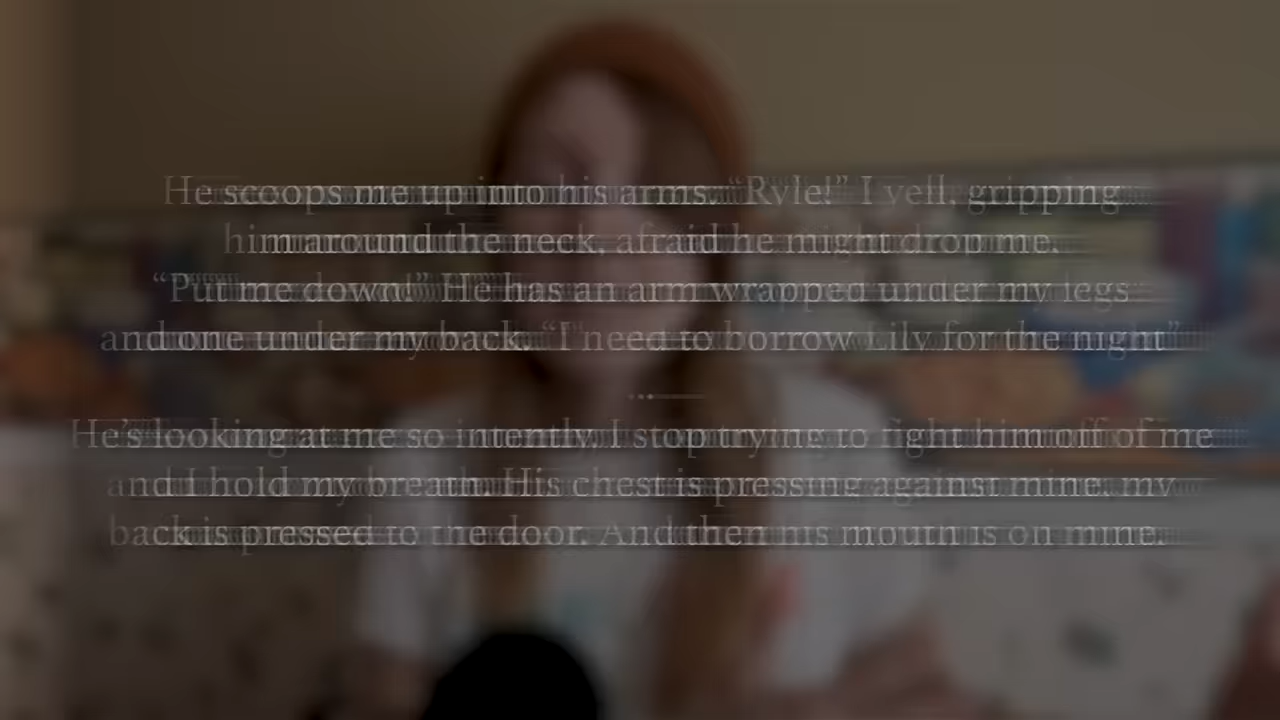 He scoops me up into his arms. “Ryle!” I yell, gripping
him around the neck, afraid he might drop me.
“Put me down!” He has an arm wrapped under my legs
and one under my back. “I need to borrow Lily for the night”
He’s looking at me so intently, I stop trying to fight him off of me
and I hold my breath. His chest is pressing against mine, my
back is pressed to the door. And then his mouth is on mine.